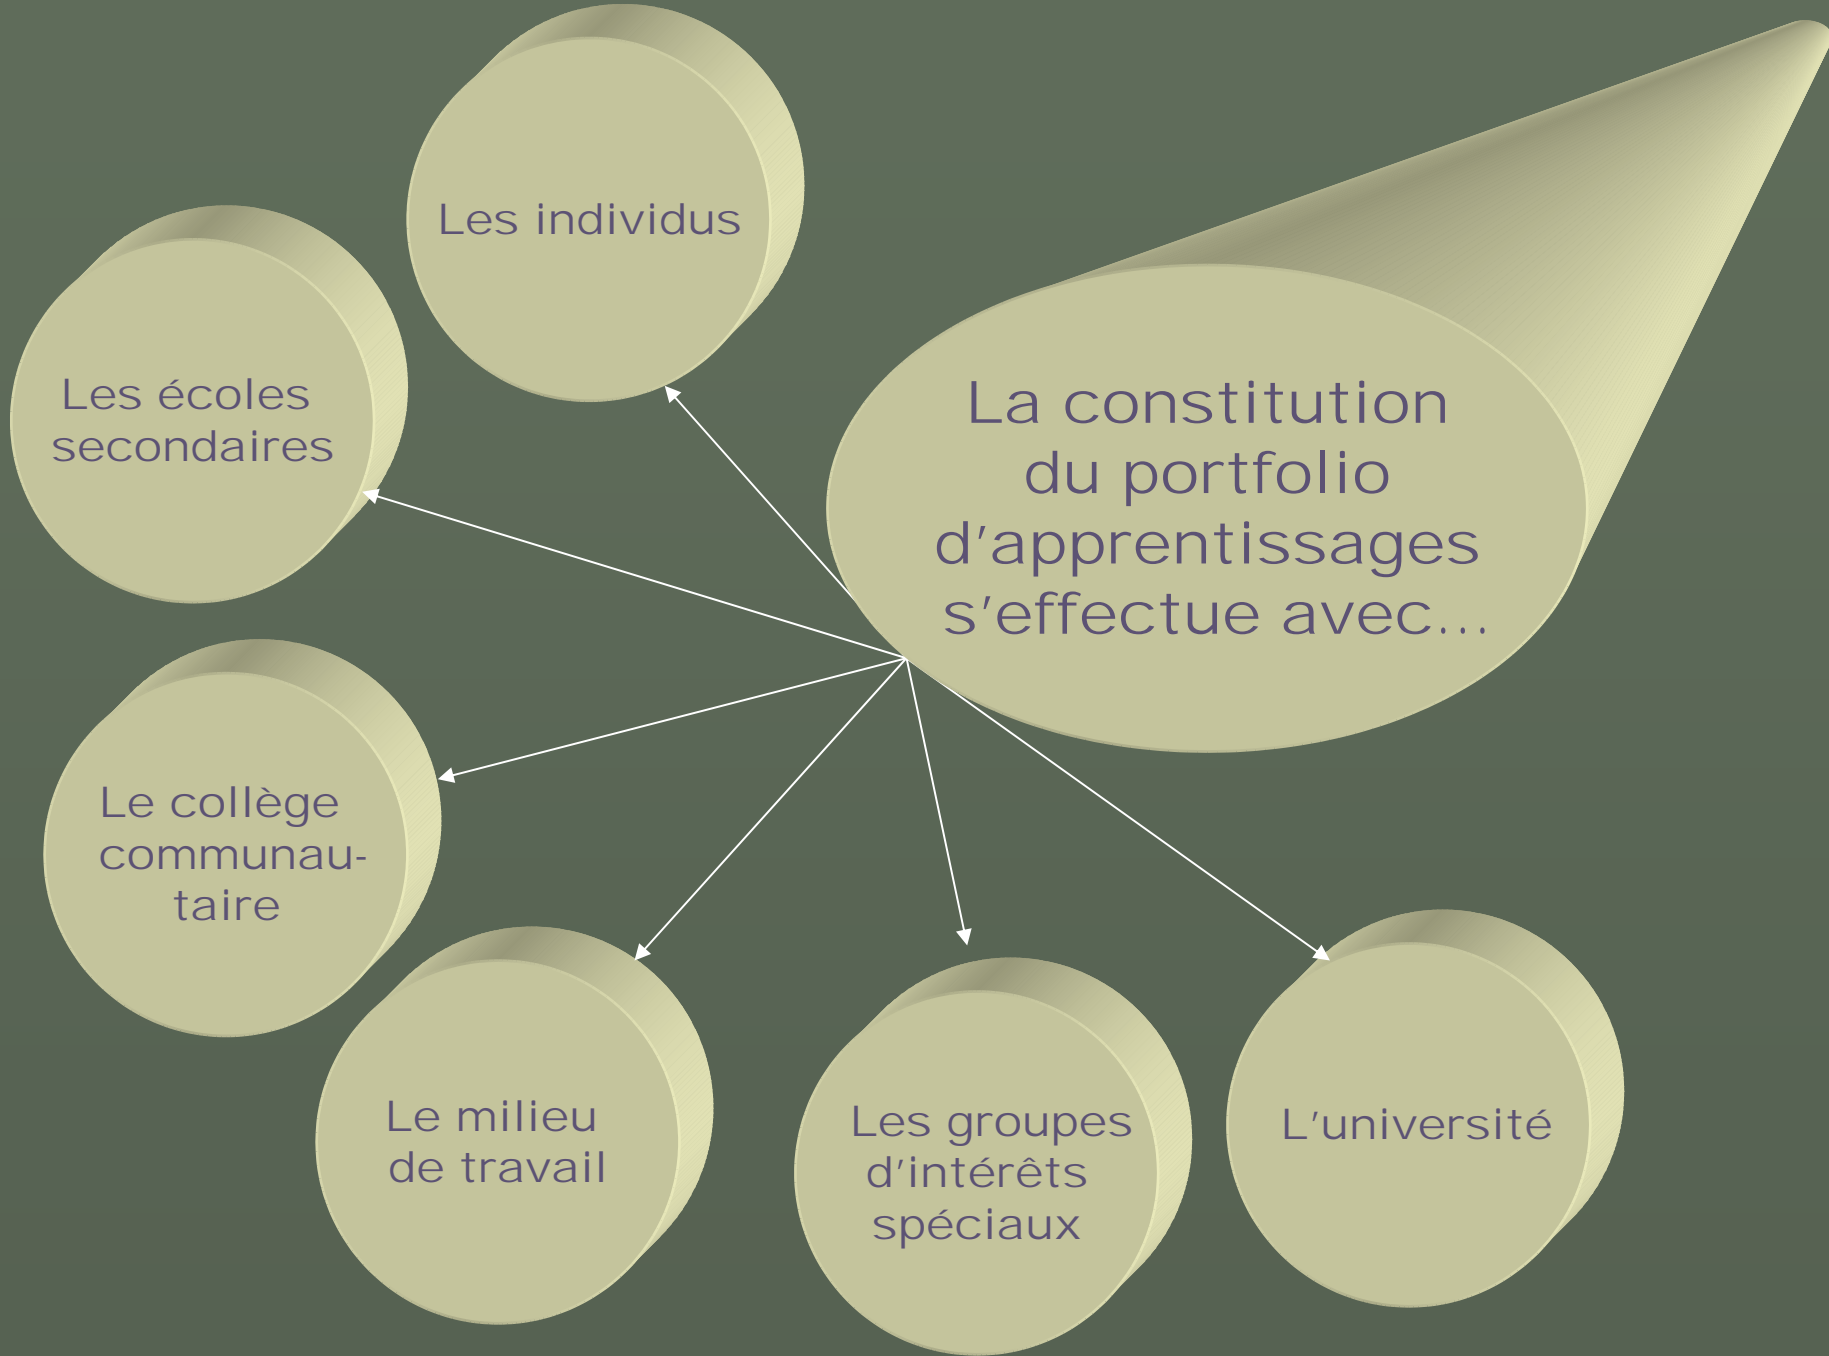 Les individus
Les écoles
secondaires
La constitution
du portfolio
d'apprentissages
s'effectue avec...
Le collège
communau-
taire
Le milieu
de travail
Les groupes
d'intérêts
spéciaux
L'université